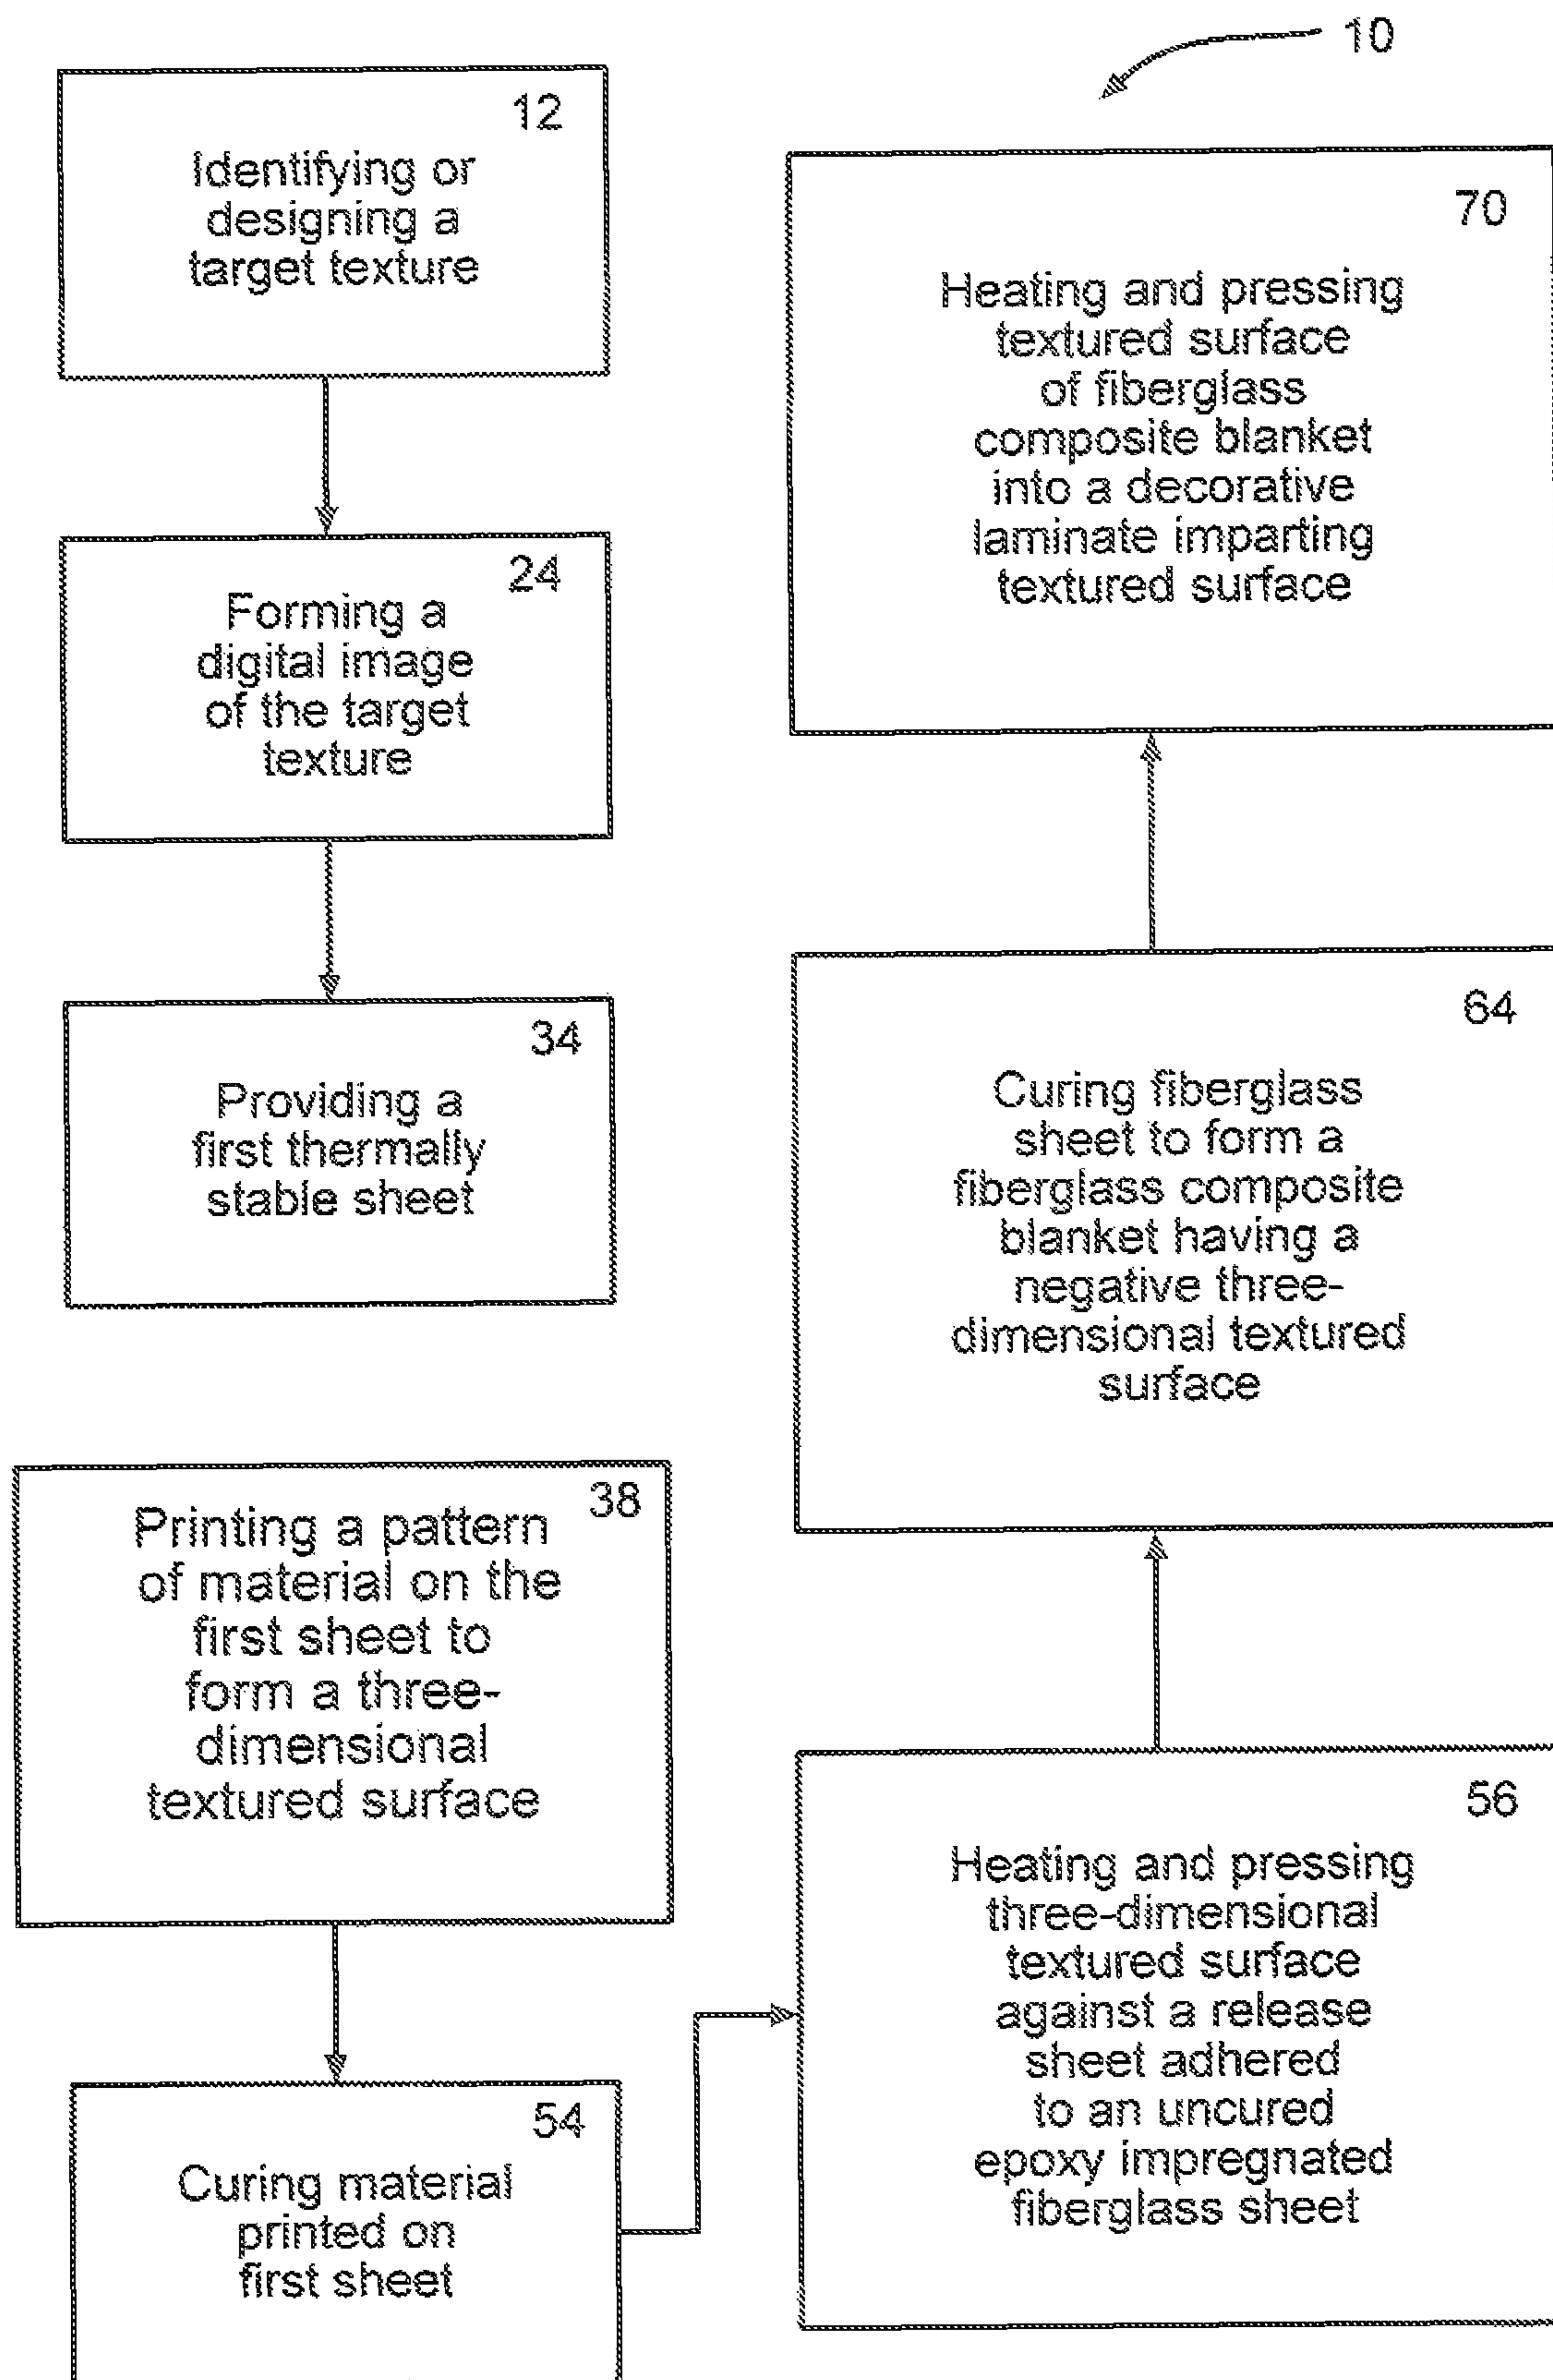 10
12
Identifying or
designing a
target texture
24
Forming a
digital image
of the target
texture
34
Providing a
first thermally
stable sheet
38
Printing a pattern
of material on the
first sheet to
form a three-
dimensional
textured surface
54
Curing material
printed on
first sheet
56
Heating and pressing
three-dimensional
textured surface
against a release
sheet adhered
to an uncured
epoxy impregnated
fiberglass sheet
64
Curing fiberglass
sheet to form a
fiberglass composite
blanket having a
negative three-
dimensional textured
surface
70
Heating and pressing
textured surface
of fiberglass
composite blanket
into a decorative
laminate imparting
textured surface